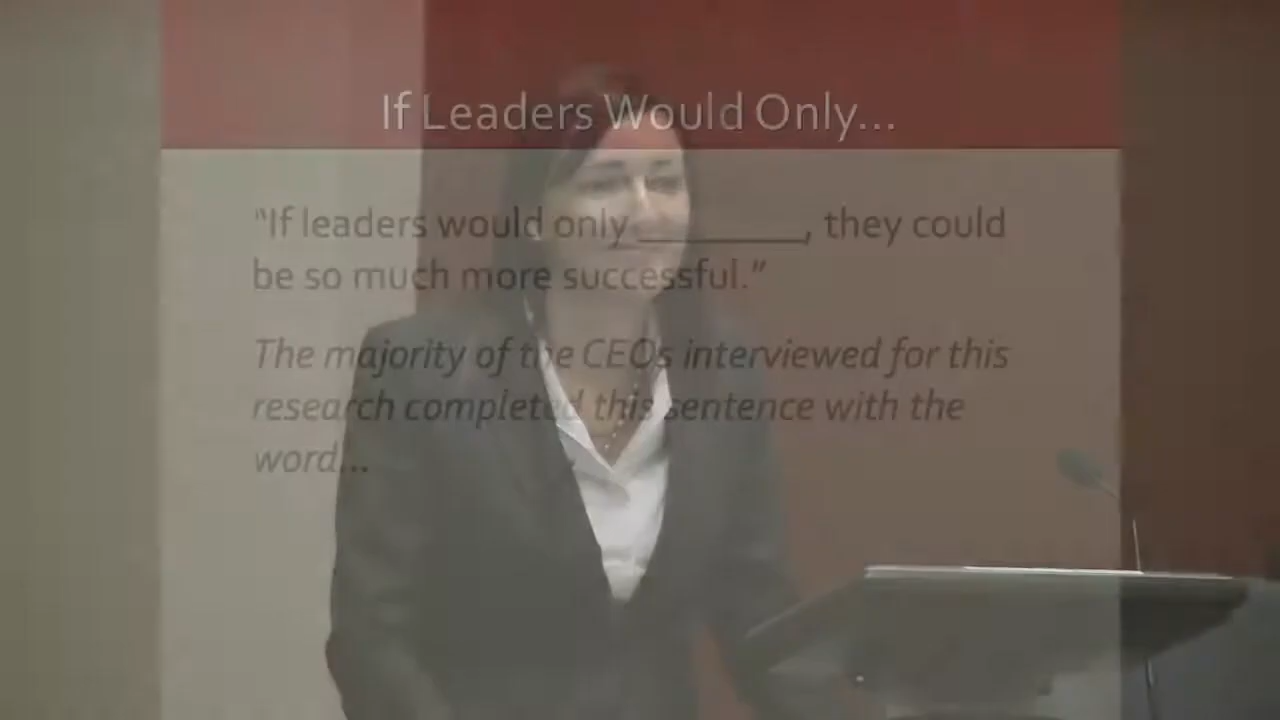 If Leaders Would Only...
"If leaders would only __________, they could
be so much more successful."
The majority of the CEOs interviewed for this
research completed this sentence with the
word...